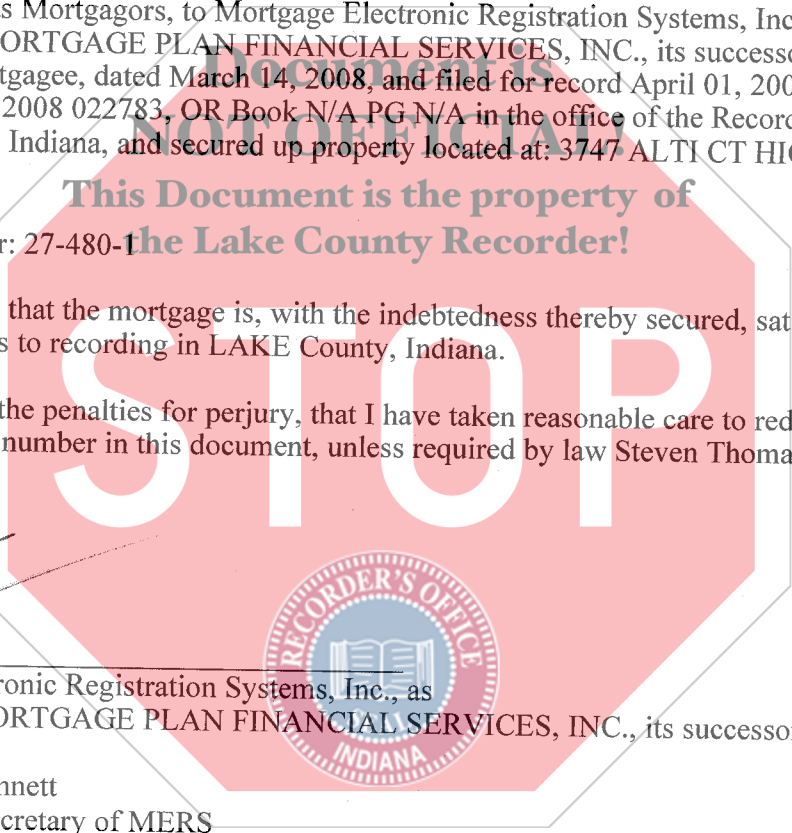 s Mortgagors, to Mortgage Electronic Registration Systems, Inc
ORTGAGE PLAN FINANCIAL SERVICES, INC., its successo
Document is
tgagee, dated March 14, 2008, and filed for record April 01, 200
2008 022783, OR Book N/A PG N/A in the office of the Record
NOT OFFICIAL!
Indiana, and secured up property located at: 3747 ALTI CT HIG
This Document is the property of
r: 27-480-1
the Lake County Recorder!
that the mortgage is, with the indebtedness thereby secured, sat
s to recording in LAKE County, Indiana.
the penalties for perjury, that I have taken reasonable care to red
number in this document, unless required by law Steven Thoma
STOP
RECORDER'S OFFICE
ronic Registration Systems, Inc., as
ORTGAGE PLAN FINANCIAL SERVICES, INC., its successo
INDIANA
nnett
cretary of MERS